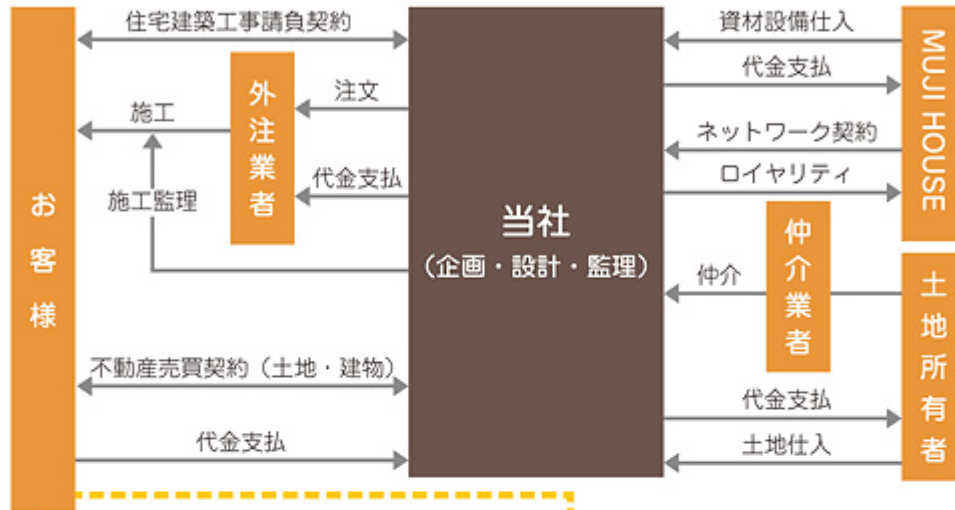 住宅建築工事請負契約
資材設備仕入
代金支払
外注業者
注文
施工
ネットワーク契約
代金支払
ロイヤリティ
施工監理
MUJI HOUSE
お客様
当社
(企画・設計・監理)
仲介業者
仲介
土地所有者
不動産売買契約(土地・建物)
代金支払
代金支払
土地仕入